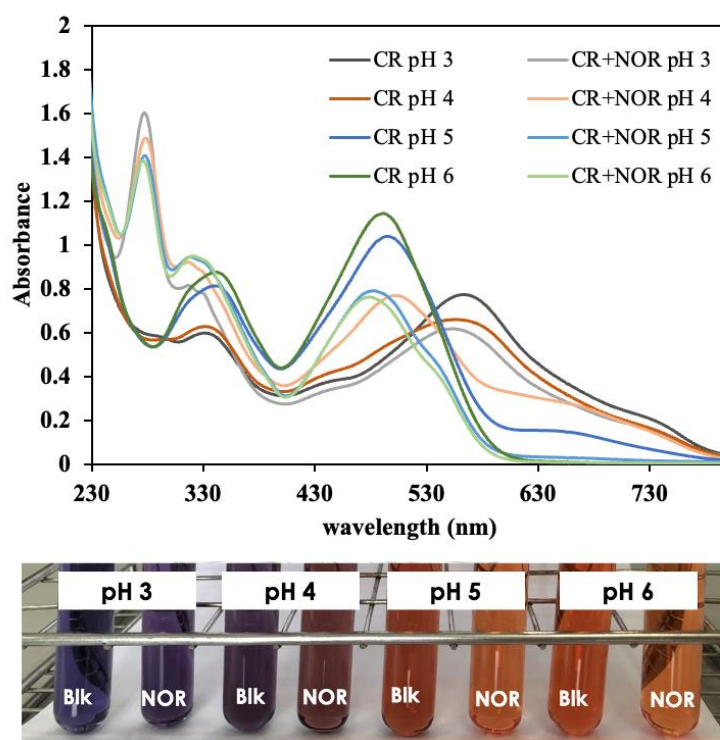 2
1.8
1.6
1.4
1.2
1
0.8
0.6
0.4
0.2
0
Absorbance
CR pH 3 CR+NOR pH 3
CR pH 4 CR+NOR pH 4
CR pH 5 CR+NOR pH 5
CR pH 6 CR+NOR pH 6
230 330 430 530 630 730
wavelength (nm)
pH 3 pH 4 pH 5 pH 6
Blk NOR Blk NOR Blk NOR Blk NOR